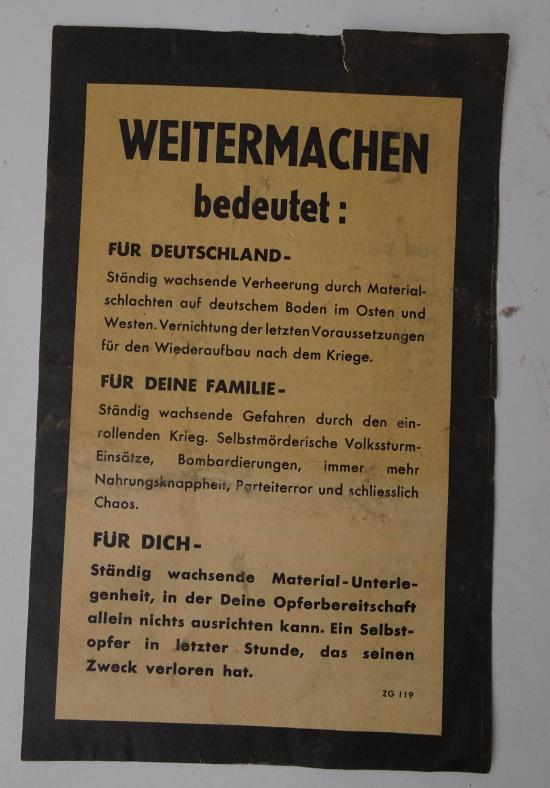 WEITERMACHEN
bedeutet:
FÜR DEUTSCHLAND-
Ständig wachsende Verheerung durch Material-
schlachten auf deutschem Boden im Osten und
Westen. Vernichtung der letzten Voraussetzungen
für den Wiederaufbau nach dem Kriege.
FÜR DEINE FAMILIE-
Ständig wachsende Gefahren durch den ein-
rollenden Krieg. Selbstmörderische Volkssturm-
Einsätze, Bombardierungen, immer mehr
Nahrungsknappheit, Parteiterror und schliesslich
Chaos.
FÜR DICH-
Ständig wachsende Material-Unterle-
genheit, in der Deine Opferbereitschaft
allein nichts ausrichten kann. Ein Selbst-
opfer in letzter Stunde, das seinen
Zweck verloren hat.
ZG 119